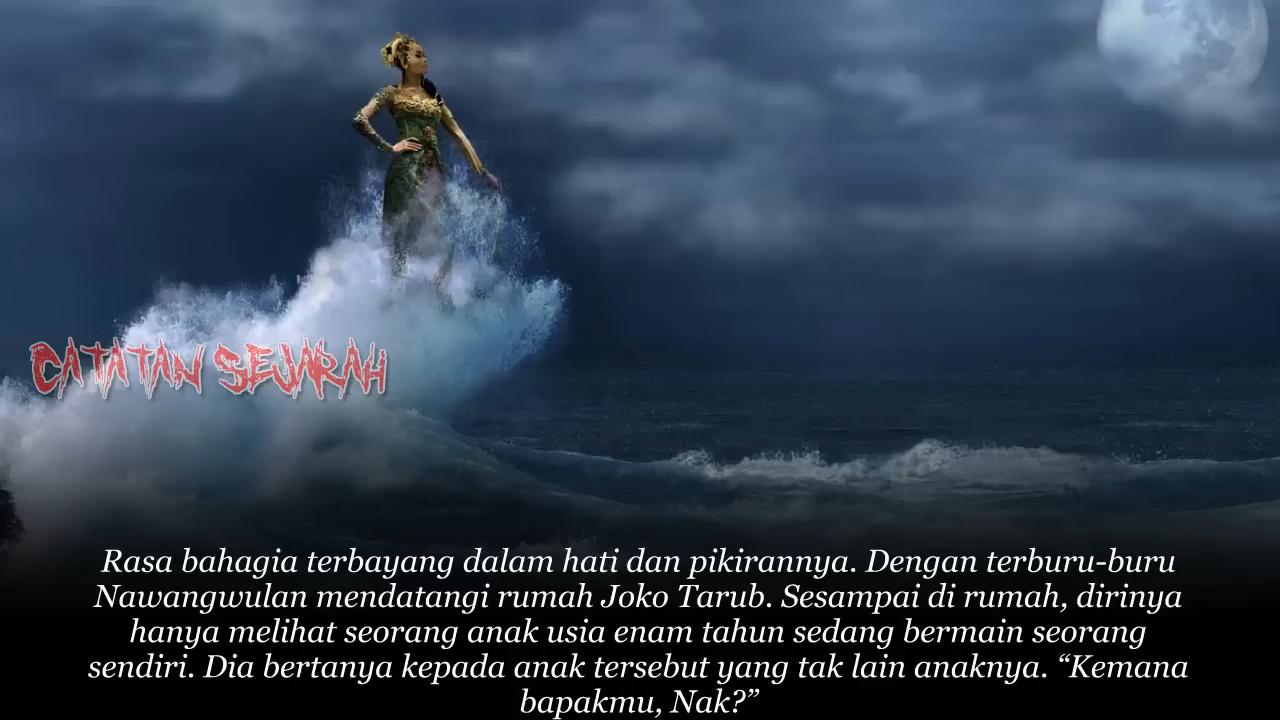 CATATAN SEJARAH
Rasa bahagia terbayang dalam hati dan pikirannya. Dengan terburu-buru
Nawangwulan mendatangi rumah Joko Tarub. Sesampai di rumah, dirinya
hanya melihat seorang anak usia enam tahun sedang bermain seorang
sendiri. Dia bertanya kepada anak tersebut yang tak lain anaknya. “Kemana
bapakmu, Nak?”